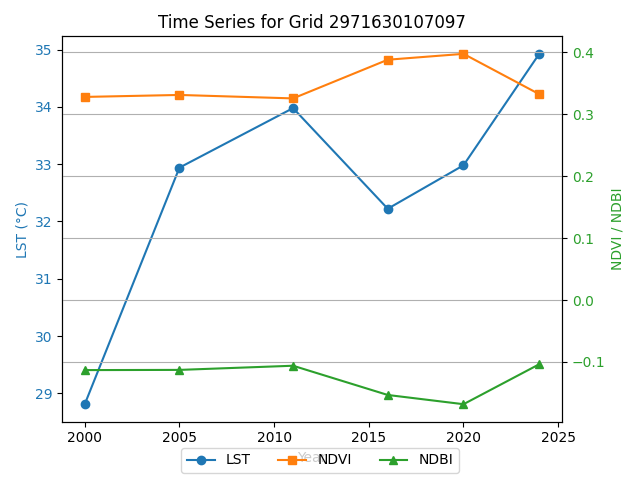 Time Series for Grid 2971630107097
35
34
33
32
31
30
29
LST (°C)
0.4
0.3
0.2
0.1
0.0
−0.1
NDVI / NDBI
2000 2005 2010 2015 2020 2025
Year
LST NDVI NDBI